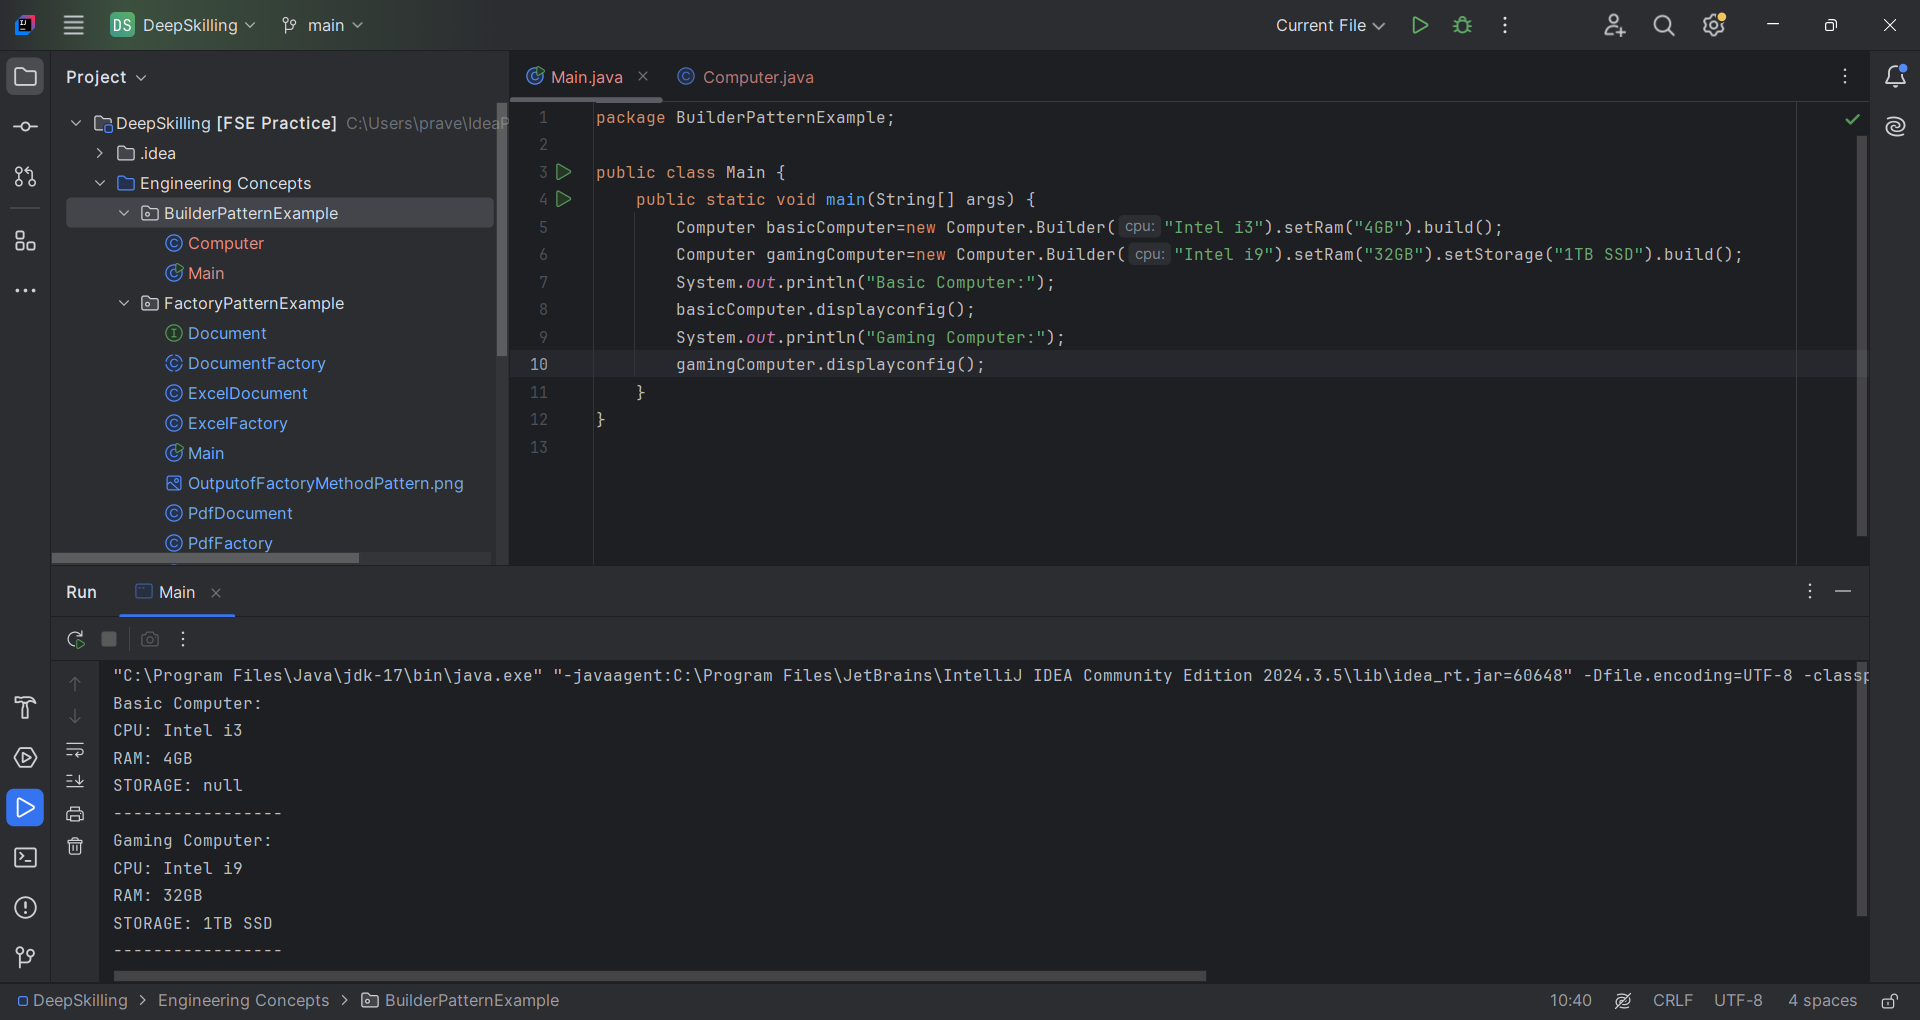 DS DeepSkilling main Current File
Project
Main.java Computer.java
DeepSkilling [FSE Practice] C:\Users\prave\IdeaP
.idea
Engineering Concepts
BuilderPatternExample
Computer
Main
FactoryPatternExample
Document
DocumentFactory
ExcelDocument
ExcelFactory
Main
OutputofFactoryMethodPattern.png
PdfDocument
PdfFactory
1 package BuilderPatternExample;
2
3 public class Main {
4 public static void main(String[] args) {
5 Computer basicComputer=new Computer.Builder( cpu: "Intel i3").setRam("4GB").build();
6 Computer gamingComputer=new Computer.Builder( cpu: "Intel i9").setRam("32GB").setStorage("1TB SSD").build();
7 System.out.println("Basic Computer:");
8 basicComputer.displayconfig();
9 System.out.println("Gaming Computer:");
10 gamingComputer.displayconfig();
11 }
12 }
13
Run Main
"C:\Program Files\Java\jdk-17\bin\java.exe" "-javaagent:C:\Program Files\JetBrains\IntelliJ IDEA Community Edition 2024.3.5\lib\idea_rt.jar=60648" -Dfile.encoding=UTF-8 -classp
Basic Computer:
CPU: Intel i3
RAM: 4GB
STORAGE: null
-----------------
Gaming Computer:
CPU: Intel i9
RAM: 32GB
STORAGE: 1TB SSD
-----------------
DeepSkilling > Engineering Concepts > BuilderPatternExample 10:40 CRLF UTF-8 4 spaces